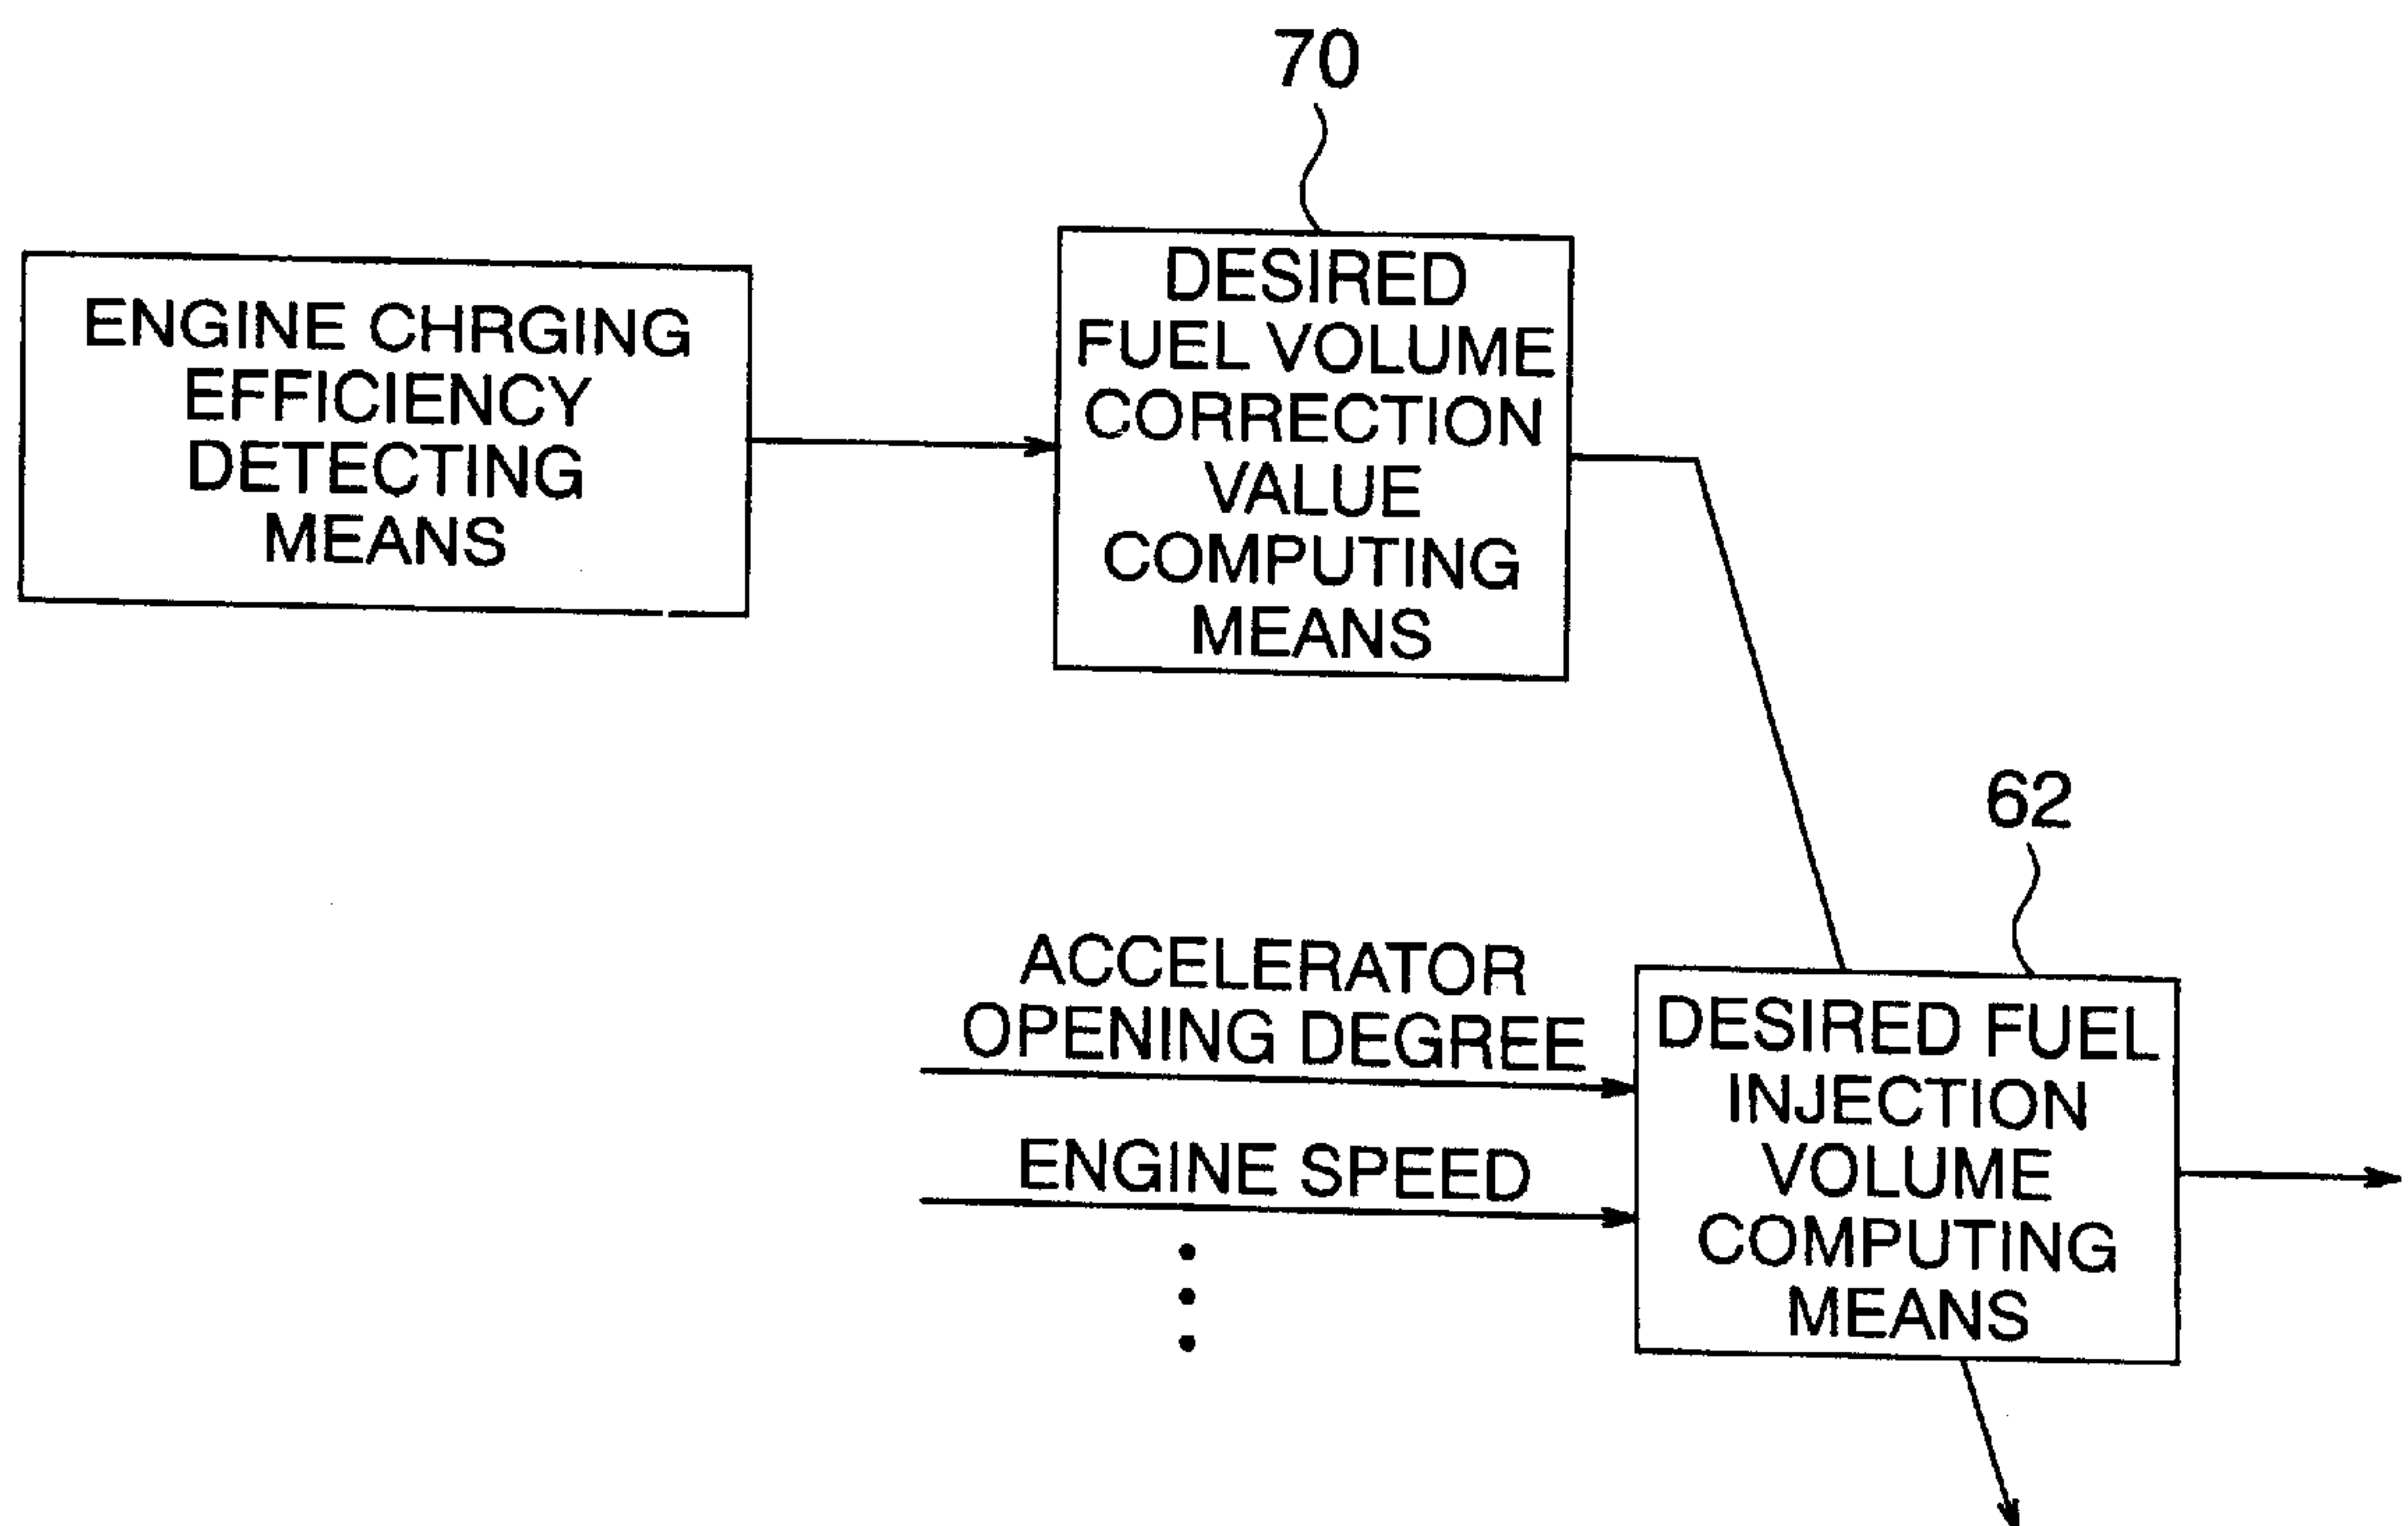 70
ENGINE CHRGING
EFFICIENCY
DETECTING
MEANS
DESIRED
FUEL VOLUME
CORRECTION
VALUE
COMPUTING
MEANS
62
ACCELERATOR
OPENING DEGREE
ENGINE SPEED
DESIRED FUEL
INJECTION
VOLUME
COMPUTING
MEANS